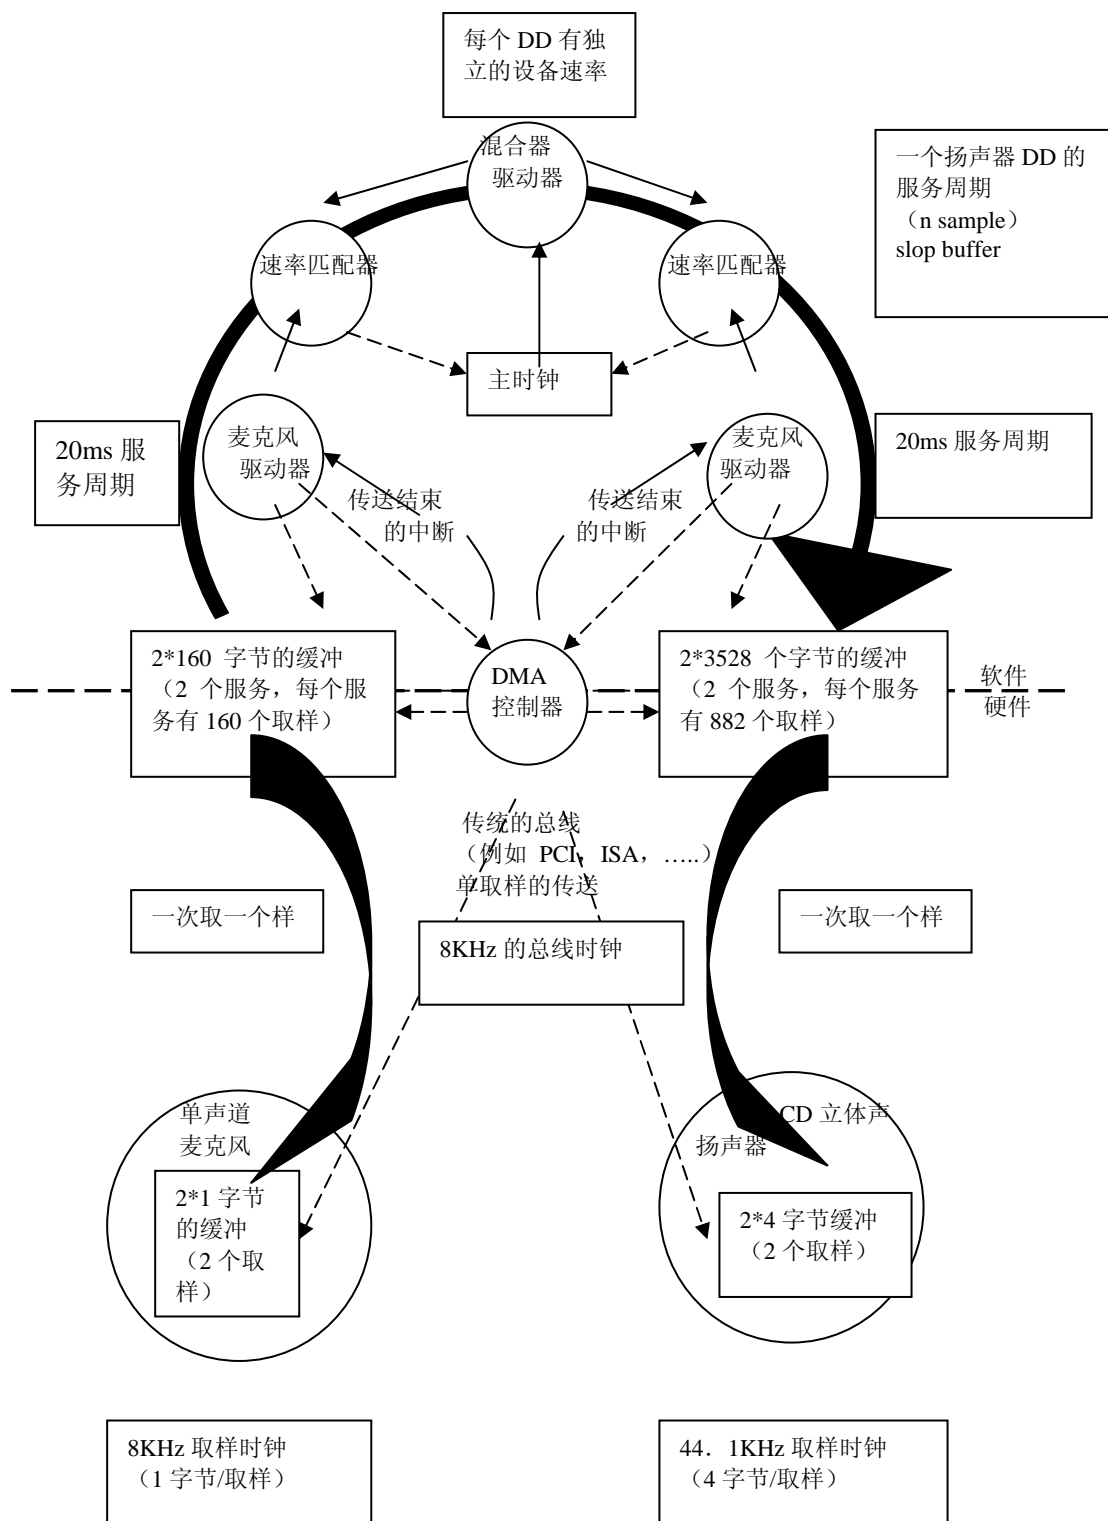 每个 DD 有独
立的设备速率
混合器
驱动器
一个扬声器 DD 的
服务周期
（n sample）
slop buffer
速率匹配器
速率匹配器
主时钟
20ms 服
务周期
麦克风
驱动器
麦克风
驱动器
20ms 服务周期
传送结束
的中断
传送结束
的中断
2*160 字节的缓冲
（2 个服务，每个服
务有 160 个取样）
DMA
控制器
2*3528 个字节的缓冲
（2 个服务，每个服务
有 882 个取样）
软件
硬件
传统的总线
（例如 PCI，ISA，…..）
单取样的传送
一次取一个样
8KHz 的总线时钟
一次取一个样
单声道
麦克风
2*1 字节
的缓冲
（2 个取
样）
CD 立体声
扬声器
2*4 字节缓冲
（2 个取样）
8KHz 取样时钟
（1 字节/取样）
44．1KHz 取样时钟
（4 字节/取样）